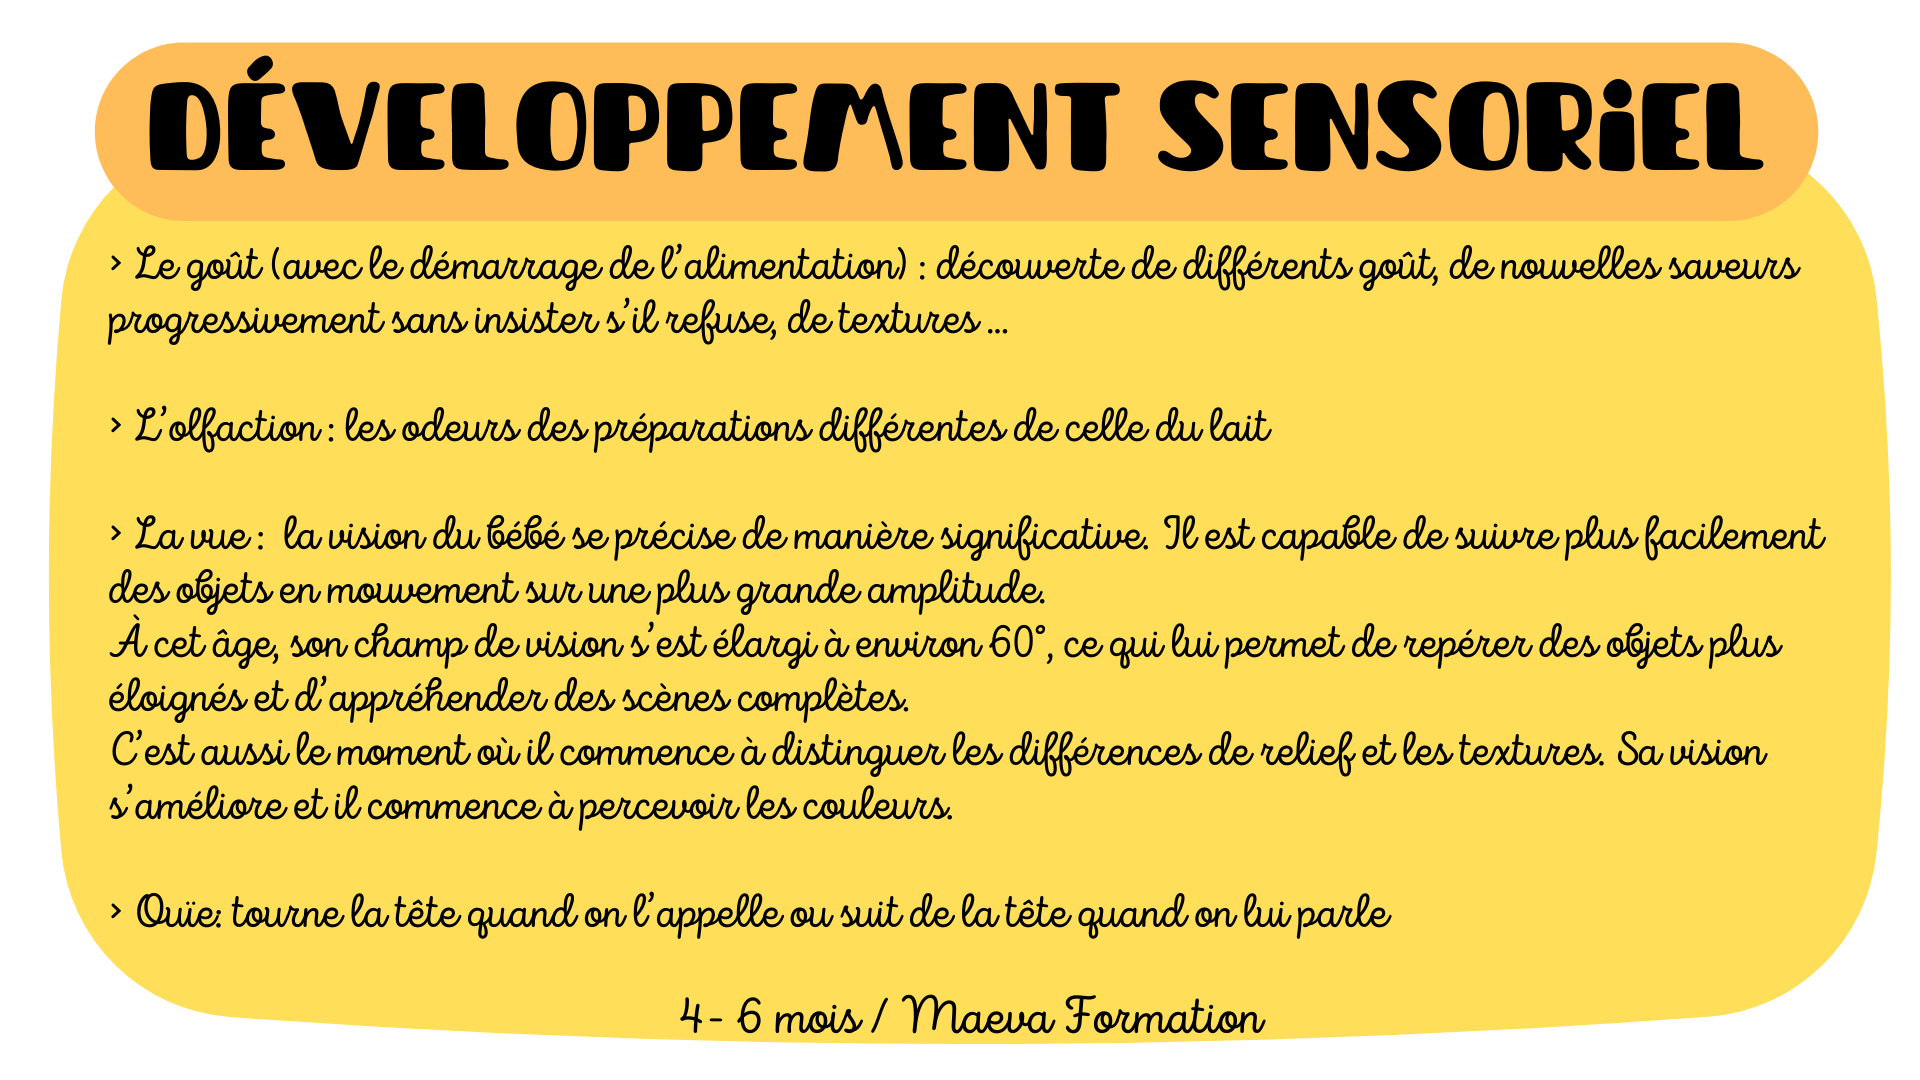 DÉVELOPPEMENT SENSORiEL
> Le goût (avec le démarrage de l'alimentation) : découverte de différents goût, de nouvelles saveurs
progressivement sans insister s'il refuse, de textures ...
> L'olfaction : les odeurs des préparations différentes de celle du lait
> La vue : la vision du bébé se précise de manière significative. Il est capable de suivre plus facilement
des objets en mouvement sur une plus grande amplitude.
À cet âge, son champ de vision s'est élargi à environ 60°, ce qui lui permet de repérer des objets plus
éloignés et d'appréhender des scènes complètes.
C'est aussi le moment où il commence à distinguer les différences de relief et les textures. Sa vision
s'améliore et il commence à percevoir les couleurs.
> Ouïe: tourne la tête quand on l'appelle ou suit de la tête quand on lui parle
4- 6 mois / Maeva Formation